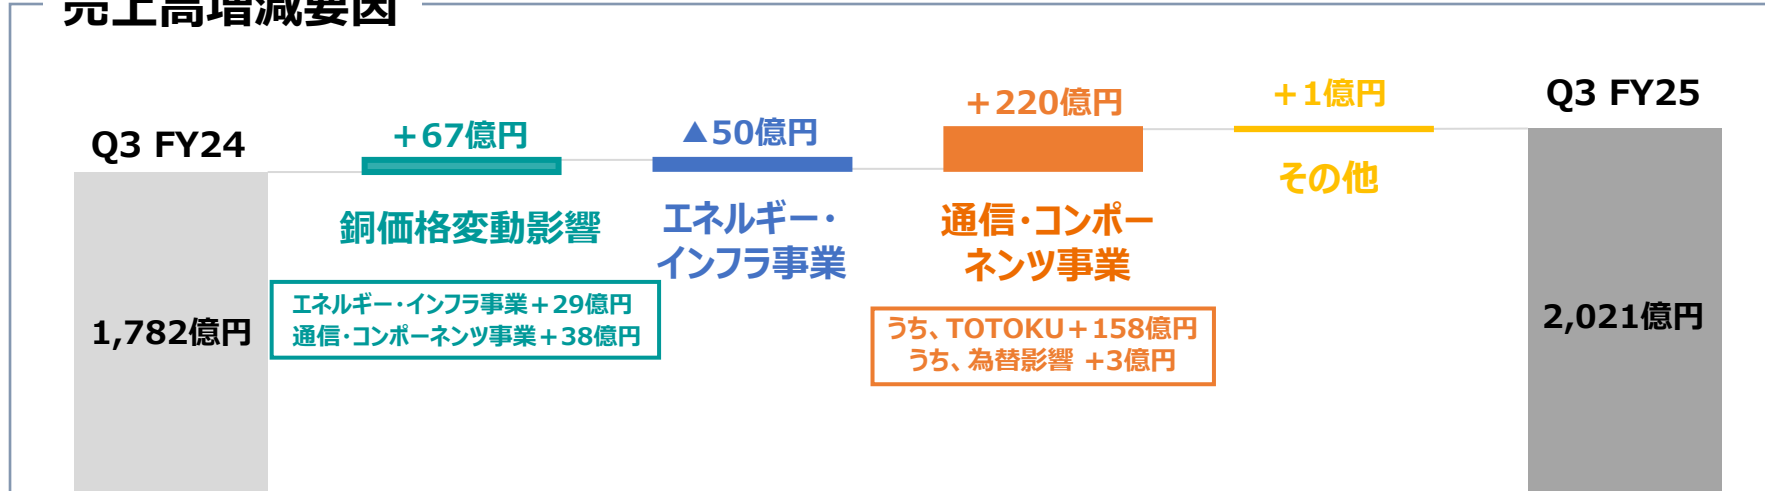 売上高増減要因
Q3 FY24
1,782億円
+67億円
銅価格変動影響
エネルギー・インフラ事業+29億円
通信・コンポーネンツ事業+38億円
▲50億円
エネルギー・
インフラ事業
+220億円
通信・コンポー
ネンツ事業
うち、TOTOKU+158億円
うち、為替影響 +3億円
+1億円
その他
Q3 FY25
2,021億円